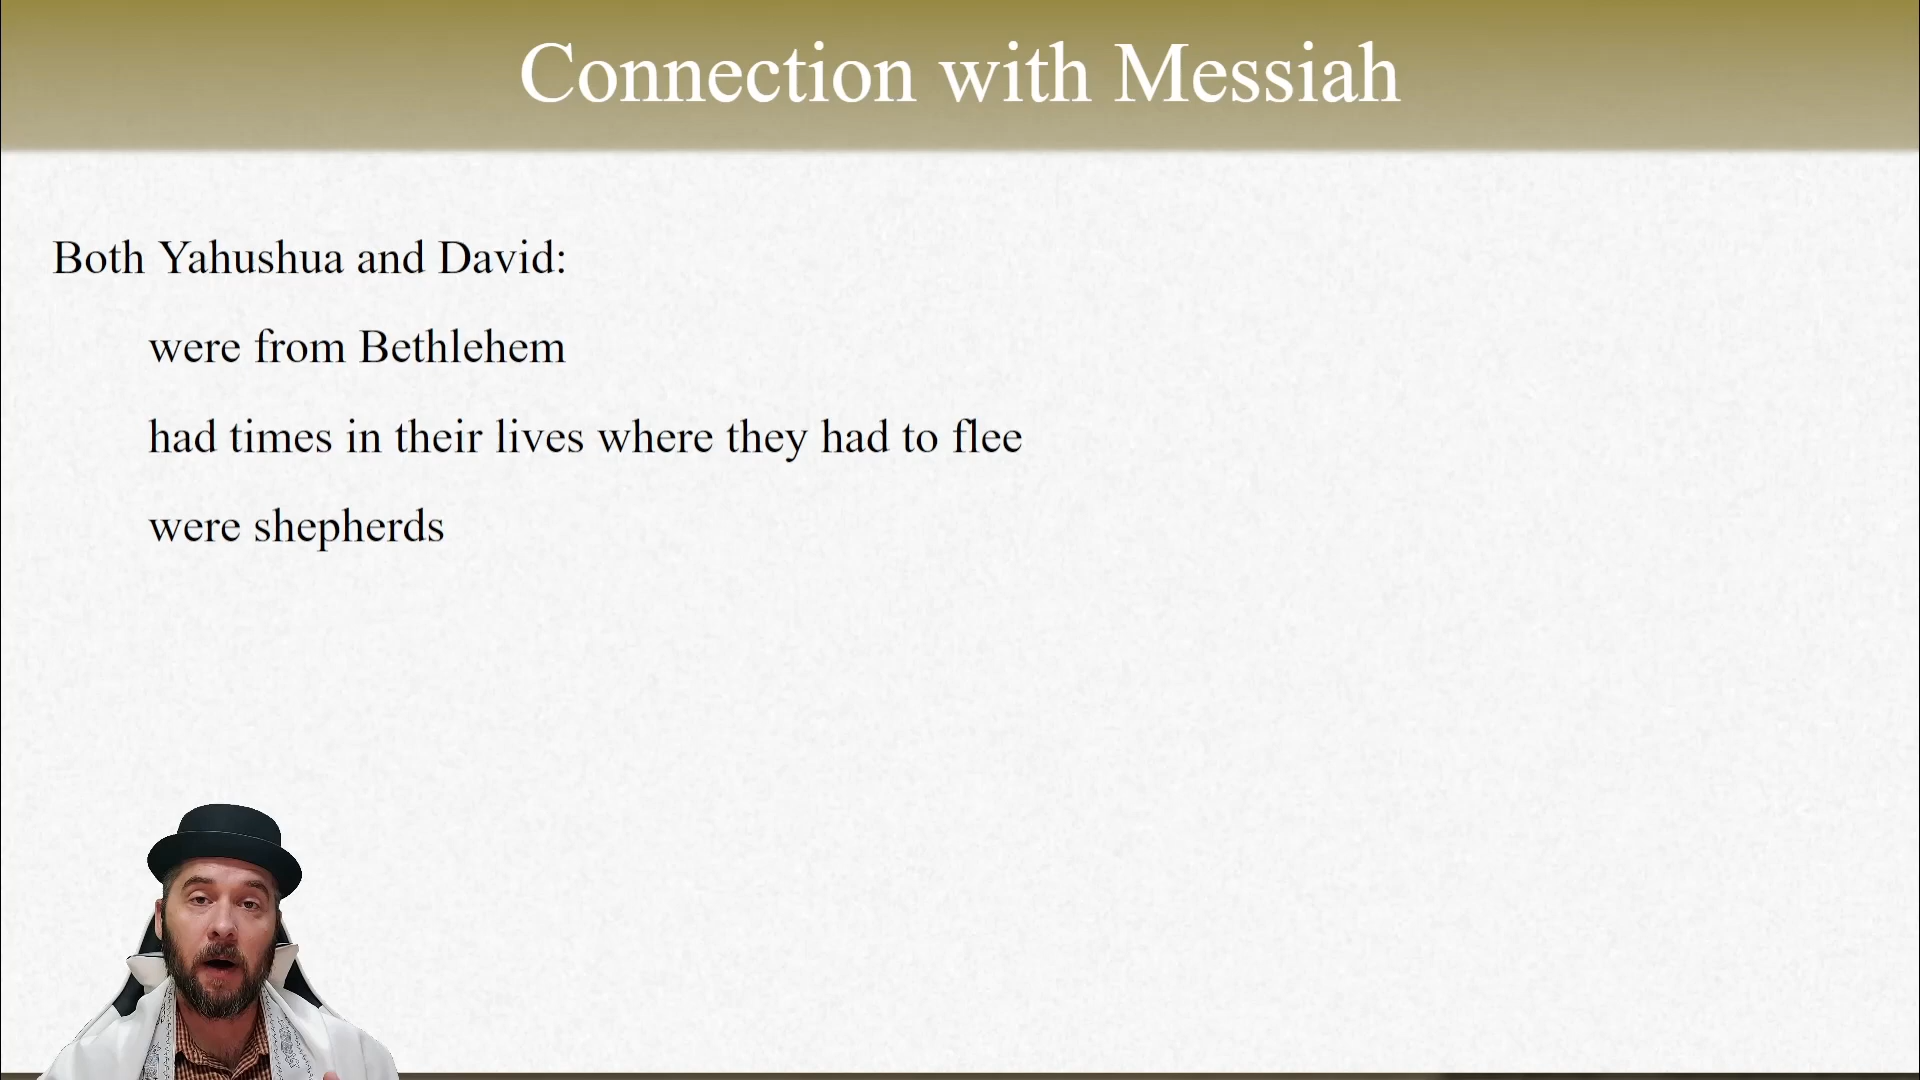 Connection with Messiah
Both Yahushua and David:
were from Bethlehem
had times in their lives where they had to flee
were shepherds